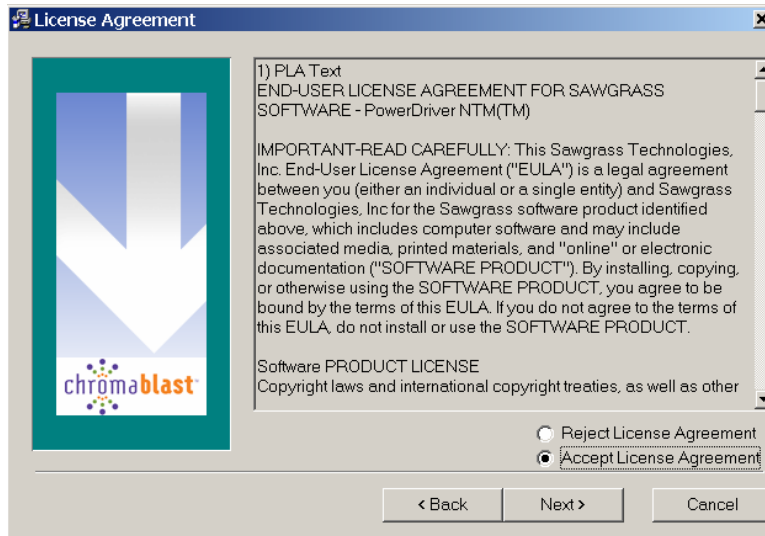 License Agreement
1) PLA Text
END-USER LICENSE AGREEMENT FOR SAWGRASS
SOFTWARE - PowerDriver NTM(TM)
IMPORTANT-READ CAREFULLY: This Sawgrass Technologies,
Inc. End-User License Agreement ("EULA") is a legal agreement
between you (either an individual or a single entity) and Sawgrass
Technologies, Inc for the Sawgrass software product identified
above, which includes computer software and may include
associated media, printed materials, and "online" or electronic
documentation ("SOFTWARE PRODUCT"). By installing, copying,
or otherwise using the SOFTWARE PRODUCT, you agree to be
bound by the terms of this EULA. If you do not agree to the terms of
this EULA, do not install or use the SOFTWARE PRODUCT.
Software PRODUCT LICENSE
Copyright laws and international copyright treaties, as well as other
chromablast
Reject License Agreement
Accept License Agreement
< Back
Next >
Cancel